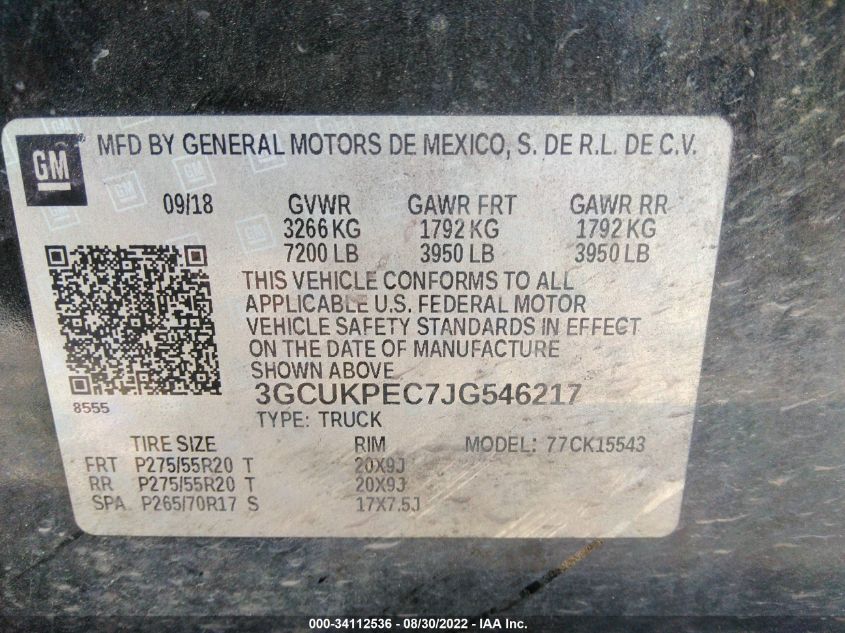 GM MFD BY GENERAL MOTORS DE MEXICO, S. DE R.L. DE C.V.
09/18 GVWR GAWR FRT GAWR RR
3266 KG 1792 KG 1792 KG
7200 LB 3950 LB 3950 LB
THIS VEHICLE CONFORMS TO ALL
APPLICABLE U.S. FEDERAL MOTOR
VEHICLE SAFETY STANDARDS IN EFFECT
ON THE DATE OF MANUFACTURE
SHOWN ABOVE
3GCUKPEC7JG546217
8555
TYPE: TRUCK
TIRE SIZE RIM MODEL: 77CK15543
FRT P275/55R20 T 20X9J
RR P275/55R20 T 20X9J
SPA P265/70R17 S 17X7.5J
000-34112536 - 08/30/2022 - IAA Inc.